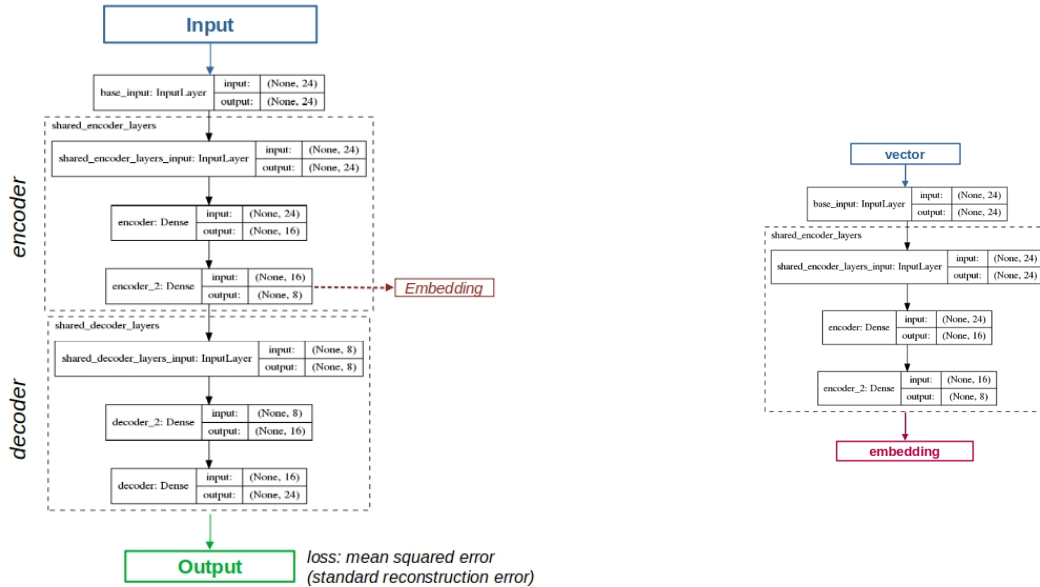 Input
base_input: InputLayer
input: (None, 24)
output: (None, 24)
encoder
shared_encoder_layers
shared_encoder_layers_input: InputLayer
input: (None, 24)
output: (None, 24)
encoder: Dense
input: (None, 24)
output: (None, 16)
encoder_2: Dense
input: (None, 16)
output: (None, 8)
Embedding
decoder
shared_decoder_layers
shared_decoder_layers_input: InputLayer
input: (None, 8)
output: (None, 8)
decoder_2: Dense
input: (None, 8)
output: (None, 16)
decoder: Dense
input: (None, 16)
output: (None, 24)
Output
loss: mean squared error
(standard reconstruction error)
vector
base_input: InputLayer
input: (None, 24)
output: (None, 24)
shared_encoder_layers
shared_encoder_layers_input: InputLayer
input: (None, 24)
output: (None, 24)
encoder: Dense
input: (None, 24)
output: (None, 16)
encoder_2: Dense
input: (None, 16)
output: (None, 8)
embedding